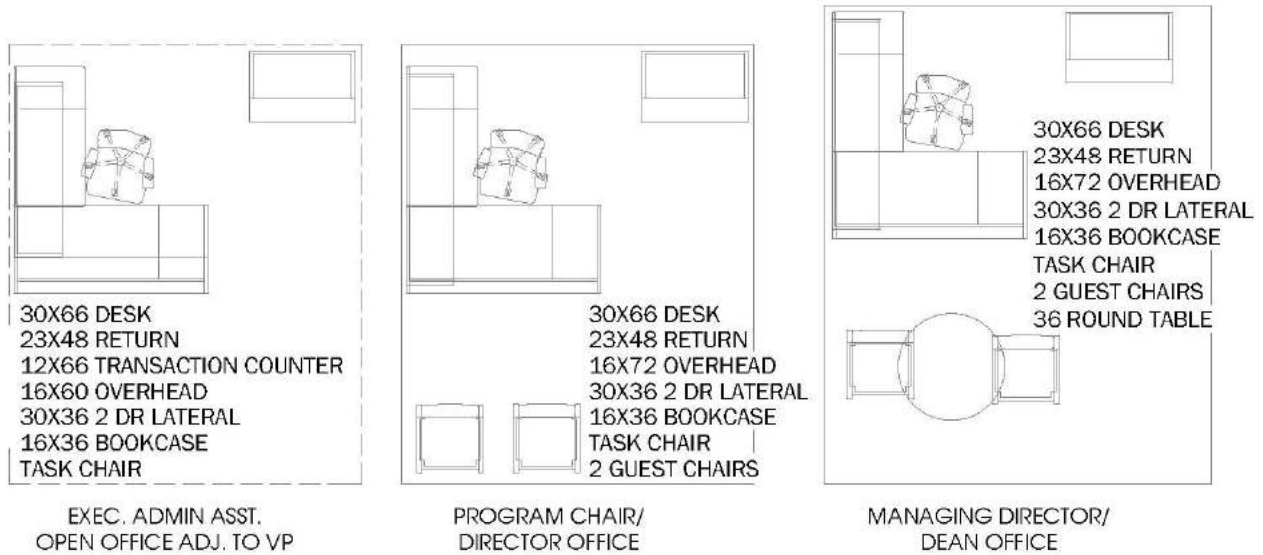 30X66 DESK
23X48 RETURN
12X66 TRANSACTION COUNTER
16X60 OVERHEAD
30X36 2 DR LATERAL
16X36 BOOKCASE
TASK CHAIR
EXEC. ADMIN ASST.
OPEN OFFICE ADJ. TO VP
30X66 DESK
23X48 RETURN
16X72 OVERHEAD
30X36 2 DR LATERAL
16X36 BOOKCASE
TASK CHAIR
2 GUEST CHAIRS
PROGRAM CHAIR/
DIRECTOR OFFICE
30X66 DESK
23X48 RETURN
16X72 OVERHEAD
30X36 2 DR LATERAL
16X36 BOOKCASE
TASK CHAIR
2 GUEST CHAIRS
36 ROUND TABLE
MANAGING DIRECTOR/
DEAN OFFICE